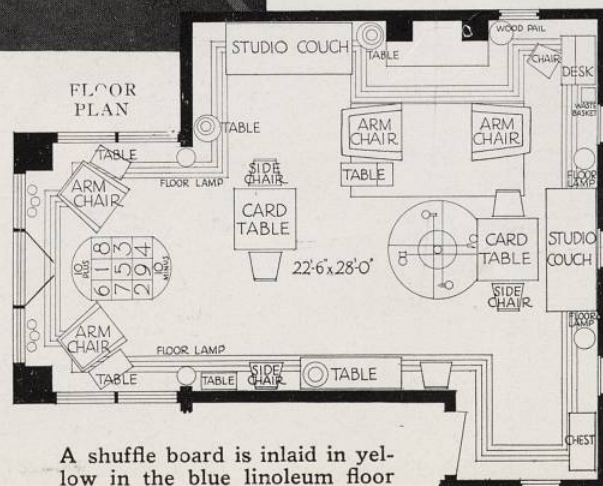 FLOOR
PLAN
STUDIO COUCH
TABLE
WOOD PAIL
CHAIR
DESK
WASTE
BASKET
TABLE
ARM
CHAIR
ARM
CHAIR
TABLE
FLOOR LAMP
SIDE
CHAIR
TABLE
FLOOR
LAMP
ARM
CHAIR
CARD
TABLE
CARD
TABLE
STUDIO
COUCH
10
PLUS
6 1 8
7 5 3
2 9 4
10
MINUS
22'-6" x 28'-0"
10
SIDE
CHAIR
ARM
CHAIR
FLOOR LAMP
FLOOR
LAMP
TABLE
TABLE
SIDE
CHAIR
TABLE
CHEST
A shuffle board is inlaid in yel-
low in the blue linoleum floor